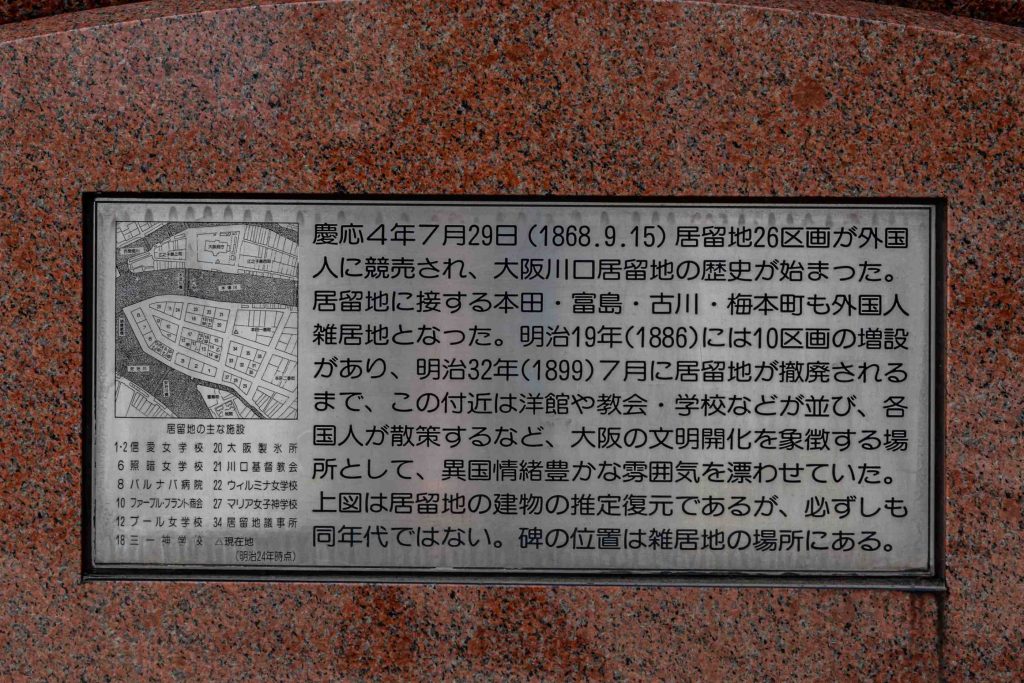 慶応4年7月29日(1868.9.15)居留地26区画が外国
人に競売され、大阪川口居留地の歴史が始まった。
居留地に接する本田・富島・古川・梅本町も外国人
雑居地となった。明治19年(1886)には10区画の増設
があり、明治32年(1899)7月に居留地が撤廃される
まで、この付近は洋館や教会・学校などが並び、各
国人が散策するなど、大阪の文明開化を象徴する場
所として、異国情緒豊かな雰囲気を漂わせていた。
上図は居留地の建物の推定復元であるが、必ずしも
同年代ではない。碑の位置は雑居地の場所にある。
居留地の主な施設
1・2信愛女学校 20大阪製氷所
6 照暗女学校 21川口基督教会
8 バルナバ病院 22ウィルミナ女学校
10 ファーブル・ブラント商会 27マリア女子神学校
12 プール女学校 34居留地議事所
18 三一神学校 △現在地
(明治24年時点)